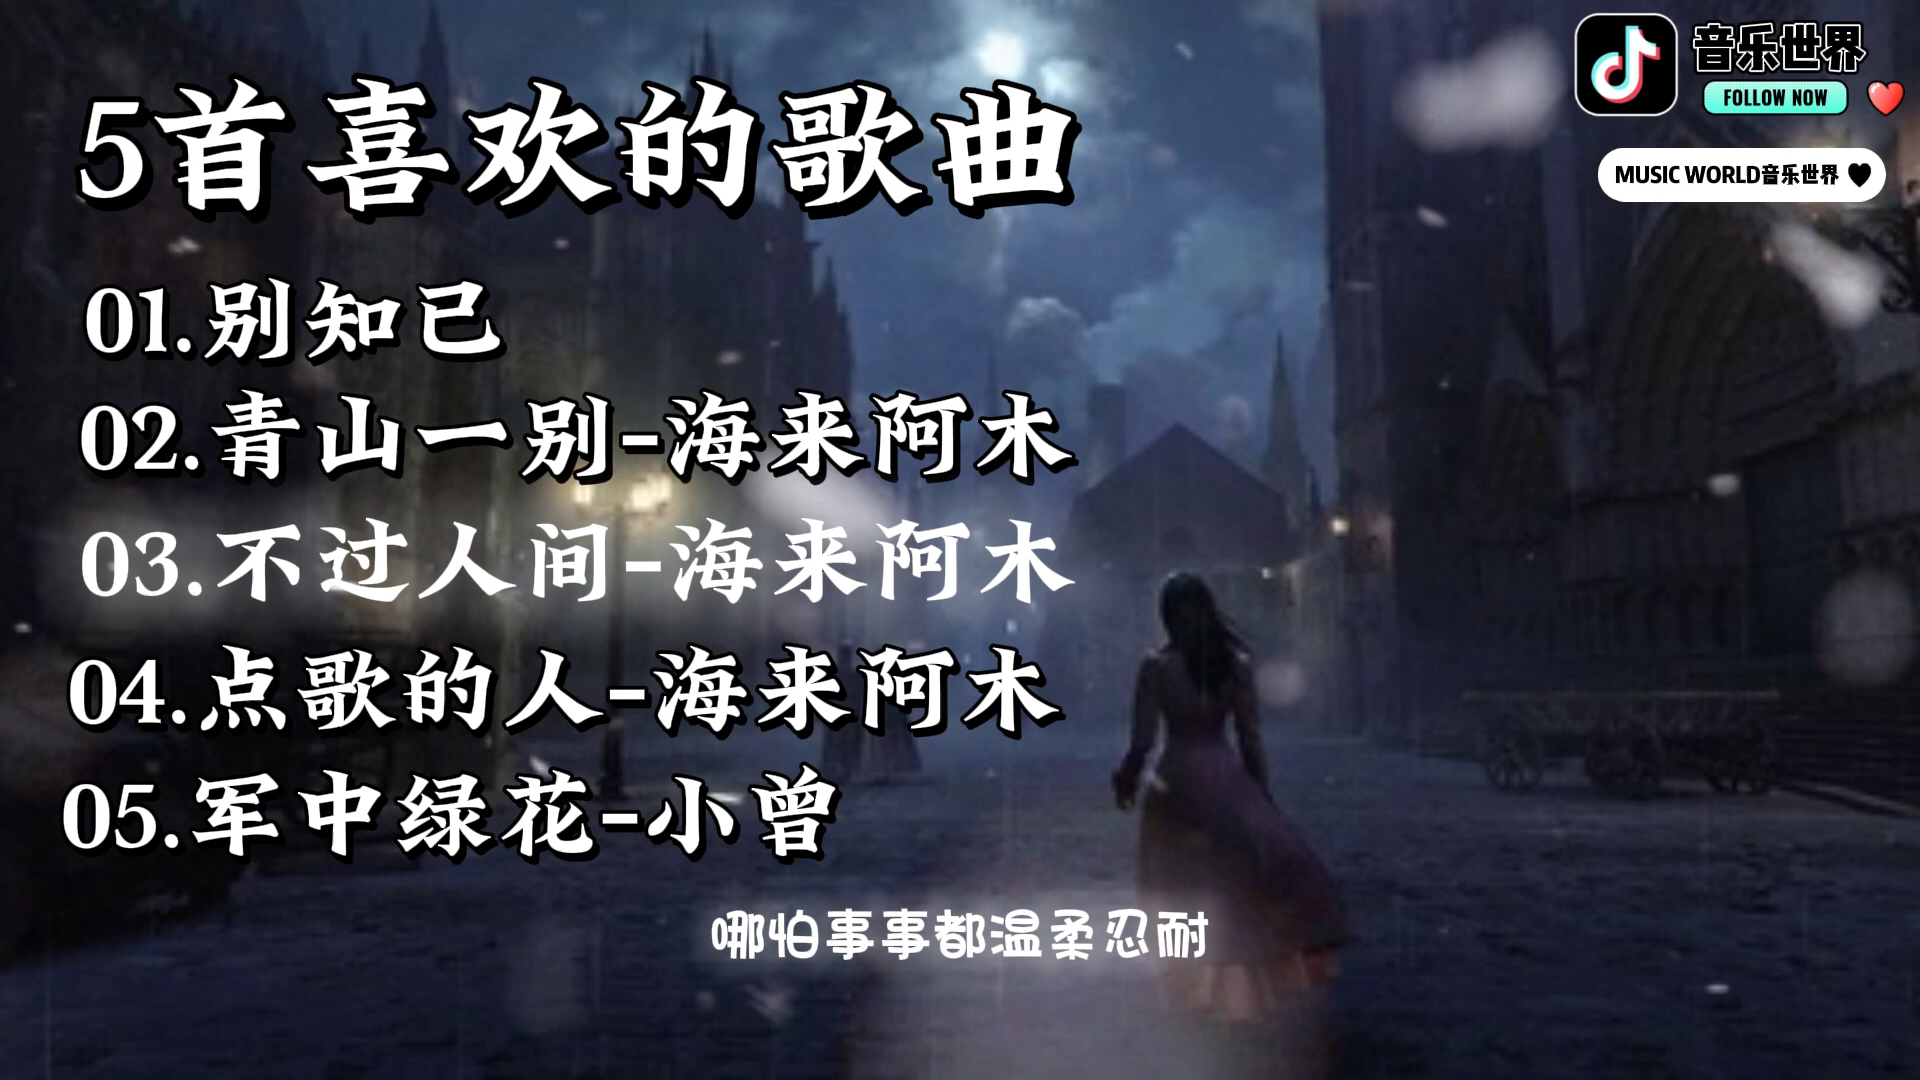 5首喜欢的歌曲
音乐世界
FOLLOW NOW
MUSIC WORLD音乐世界
01.别知己
02.青山一别-海来阿木
03.不过人间-海来阿木
04.点歌的人-海来阿木
05.军中绿花-小曾
哪怕事事都温柔忍耐